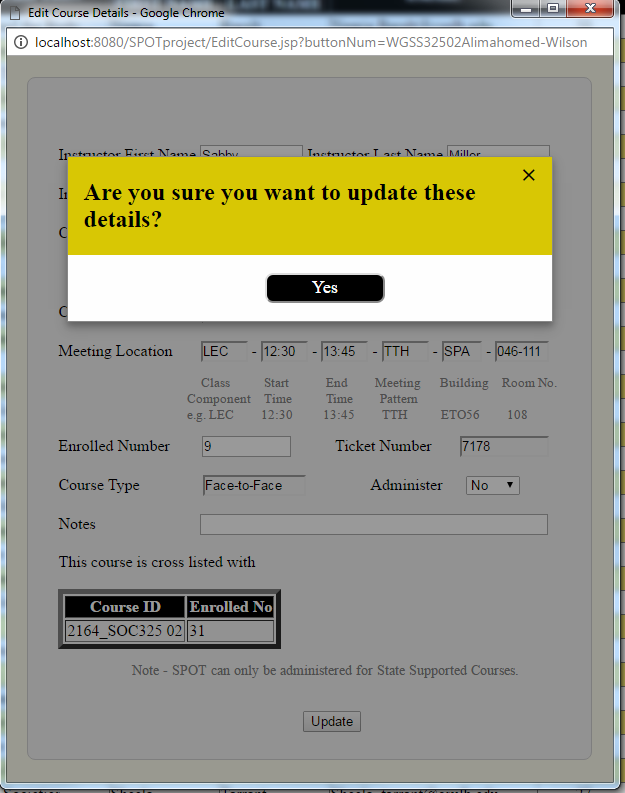 Edit Course Details - Google Chrome
localhost:8080/SPOTproject/EditCourse.jsp?buttonNum=WGSS32502Alimahomed-Wilson
Instructor First Name Sabby Instructor Last Name Miller
Are you sure you want to update these
details?
Yes
Meeting Location LEC - 12:30 - 13:45 - TTH - SPA - 046-111
Class Start End Meeting Building Room No.
Component Time Time Pattern
e.g. LEC 12:30 13:45 TTH ETO56 108
Enrolled Number 9 Ticket Number 7178
Course Type Face-to-Face Administer No
Notes
This course is cross listed with
Course ID Enrolled No
2164_SOC325 02 31
Note - SPOT can only be administered for State Supported Courses.
Update